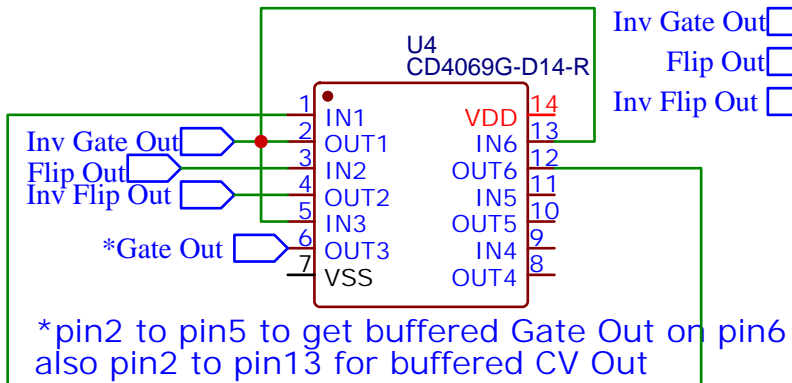 Inv Gate Out
Flip Out
Inv Flip Out
U4
CD4069G-D14-R
1 IN1 VDD 14
Inv Gate Out 2 OUT1 IN6 13
Flip Out 3 IN2 OUT6 12
Inv Flip Out 4 OUT2 IN5 11
5 IN3 OUT5 10
*Gate Out 6 OUT3 IN4 9
7 VSS OUT4 8
*pin2 to pin5 to get buffered Gate Out on pin6
also pin2 to pin13 for buffered CV Out